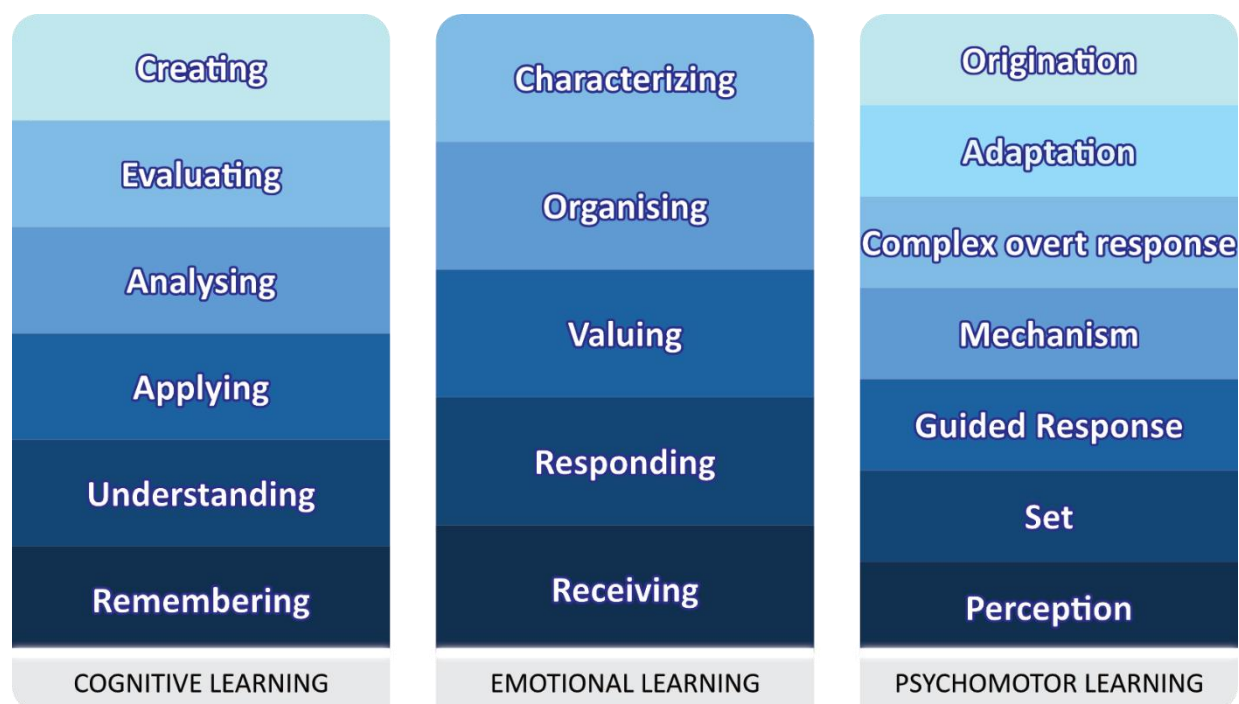 Creating
Evaluating
Analysing
Applying
Understanding
Remembering
COGNITIVE LEARNING
Characterizing
Organising
Valuing
Responding
Receiving
EMOTIONAL LEARNING
Origination
Adaptation
Complex overt response
Mechanism
Guided Response
Set
Perception
PSYCHOMOTOR LEARNING